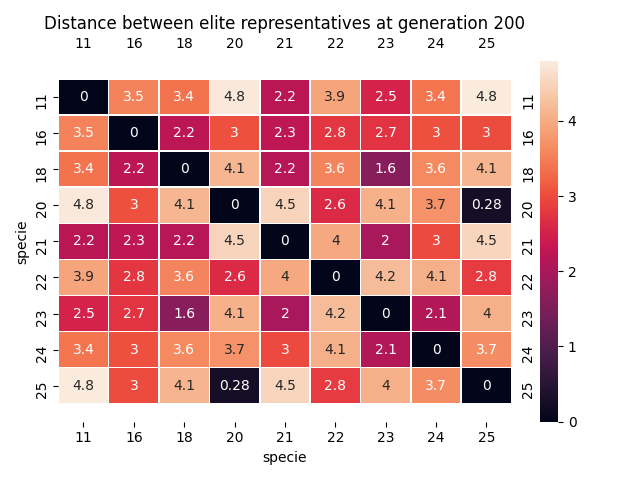 Distance between elite representatives at generation 200
11 16 18 20 21 22 23 24 25
11 0 3.5 3.4 4.8 2.2 3.9 2.5 3.4 4.8 11
16 3.5 0 2.2 3 2.3 2.8 2.7 3 3 16
18 3.4 2.2 0 4.1 2.2 3.6 1.6 3.6 4.1 18
20 4.8 3 4.1 0 4.5 2.6 4.1 3.7 0.28 20
21 2.2 2.3 2.2 4.5 0 4 2 3 4.5 21
22 3.9 2.8 3.6 2.6 4 0 4.2 4.1 2.8 22
23 2.5 2.7 1.6 4.1 2 4.2 0 2.1 4 23
24 3.4 3 3.6 3.7 3 4.1 2.1 0 3.7 24
25 4.8 3 4.1 0.28 4.5 2.8 4 3.7 0 25
11 16 18 20 21 22 23 24 25
specie
specie
4
3
2
1
0